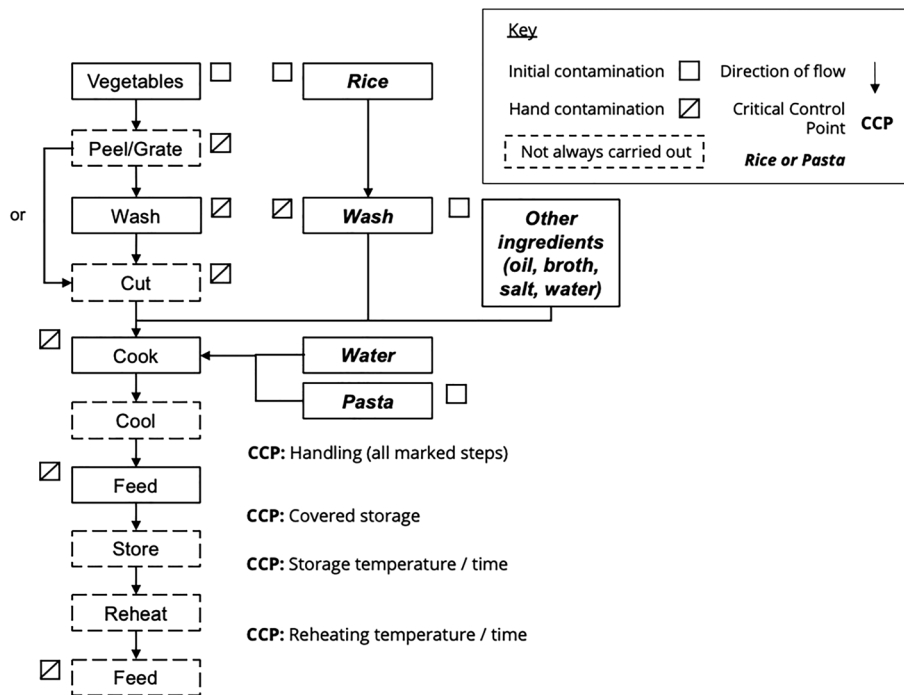 Key
Initial contamination
Direction of flow
Hand contamination
Critical Control
Point
CCP
Not always carried out
Rice or Pasta
Vegetables
Rice
Peel/Grate
or
Wash
Wash
Other
ingredients
(oil, broth,
salt, water)
Cut
Cook
Water
Pasta
Cool
CCP: Handling (all marked steps)
Feed
CCP: Covered storage
Store
CCP: Storage temperature / time
Reheat
CCP: Reheating temperature / time
Feed